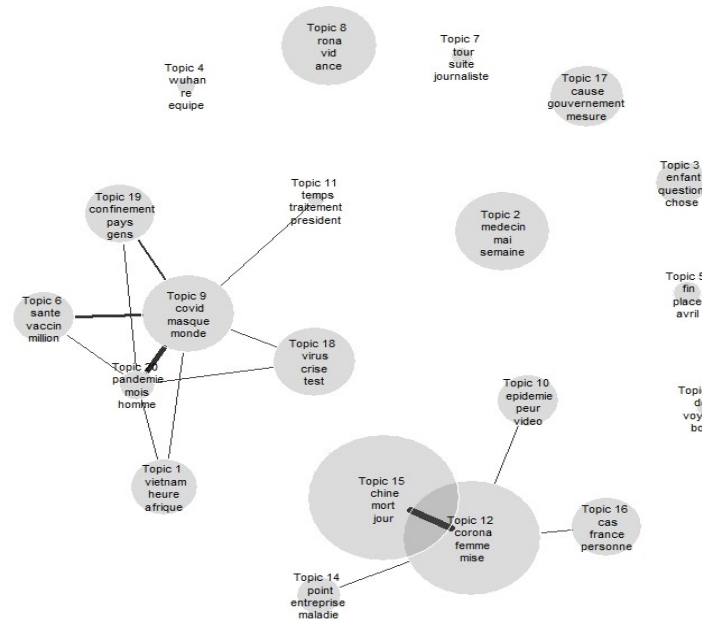 Topic 8
rona
vid
ance
Topic 7
tour
suite
journaliste
Topic 4
wuhan
re
equipe
Topic 17
cause
gouvernement
mesure
Topic 3
enfant
question
chose
Topic 11
temps
traitement
president
Topic 19
confinement
pays
gens
Topic 2
medecin
mai
semaine
Topic 5
fin
place
avril
Topic 9
covid
masque
monde
Topic 6
sante
vaccin
million
Topic 18
virus
crise
test
Topic 20
pandemie
mois
homme
Topic 10
epidemie
peur
video
Topic
Topic 1
vietnam
heure
afrique
Topic 15
chine
mort
jour
Topic 12
corona
femme
mise
Topic 16
cas
france
personne
Topic 14
point
entreprise
maladie